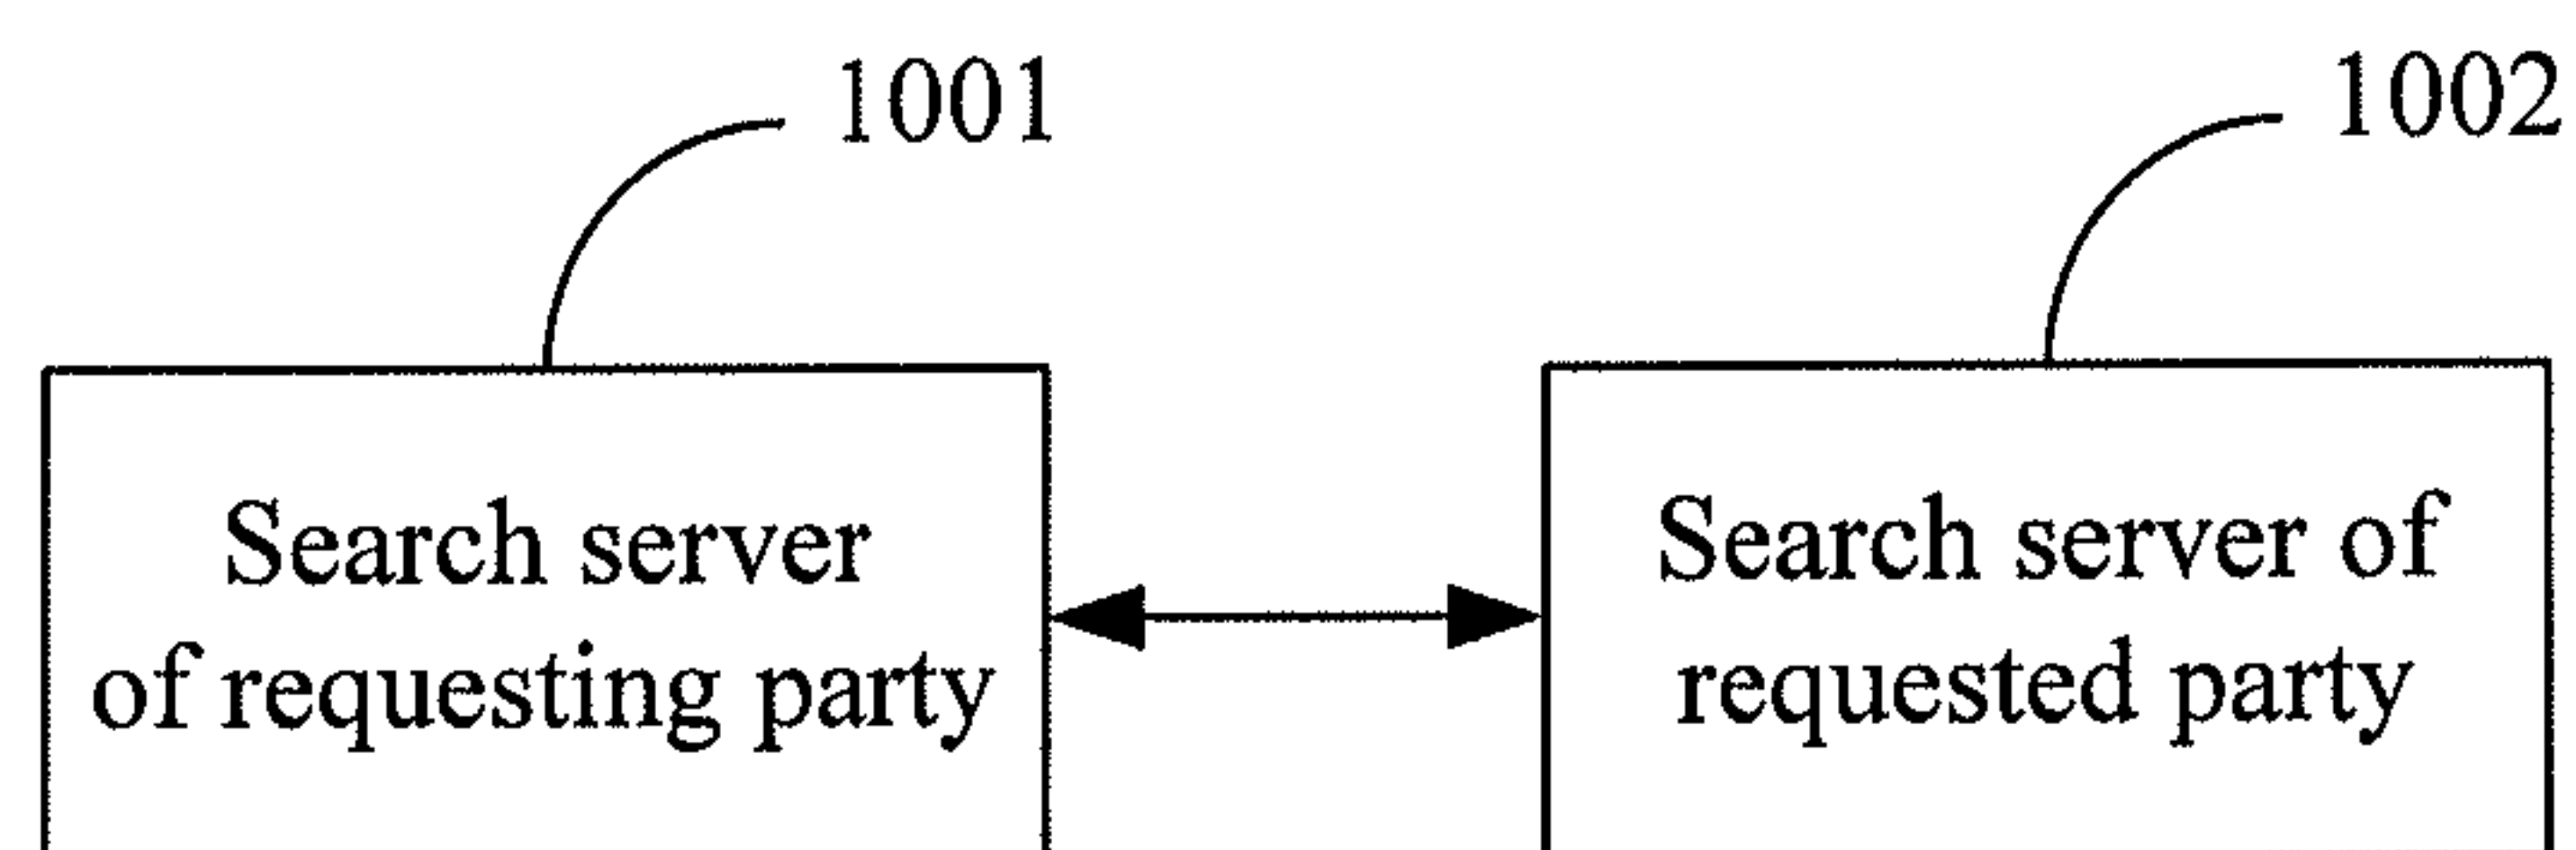 1001
1002
Search server
of requesting party
Search server of
requested party